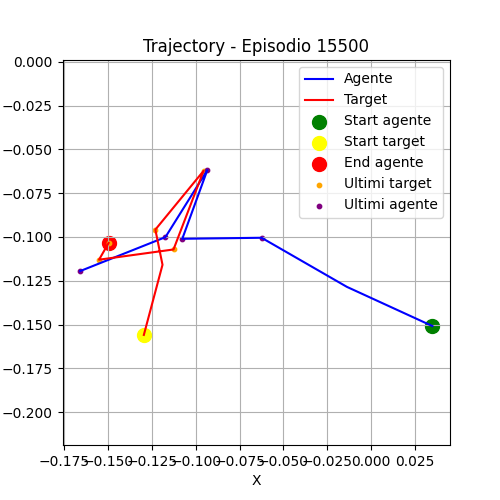 Trajectory - Episodio 15500
0.000
−0.025
−0.050
−0.075
−0.100
−0.125
−0.150
−0.175
−0.200
Agente
Target
Start agente
Start target
End agente
Ultimi target
Ultimi agente
−0.175−0.150−0.125−0.100−0.075−0.050−0.025 0.000 0.025
X